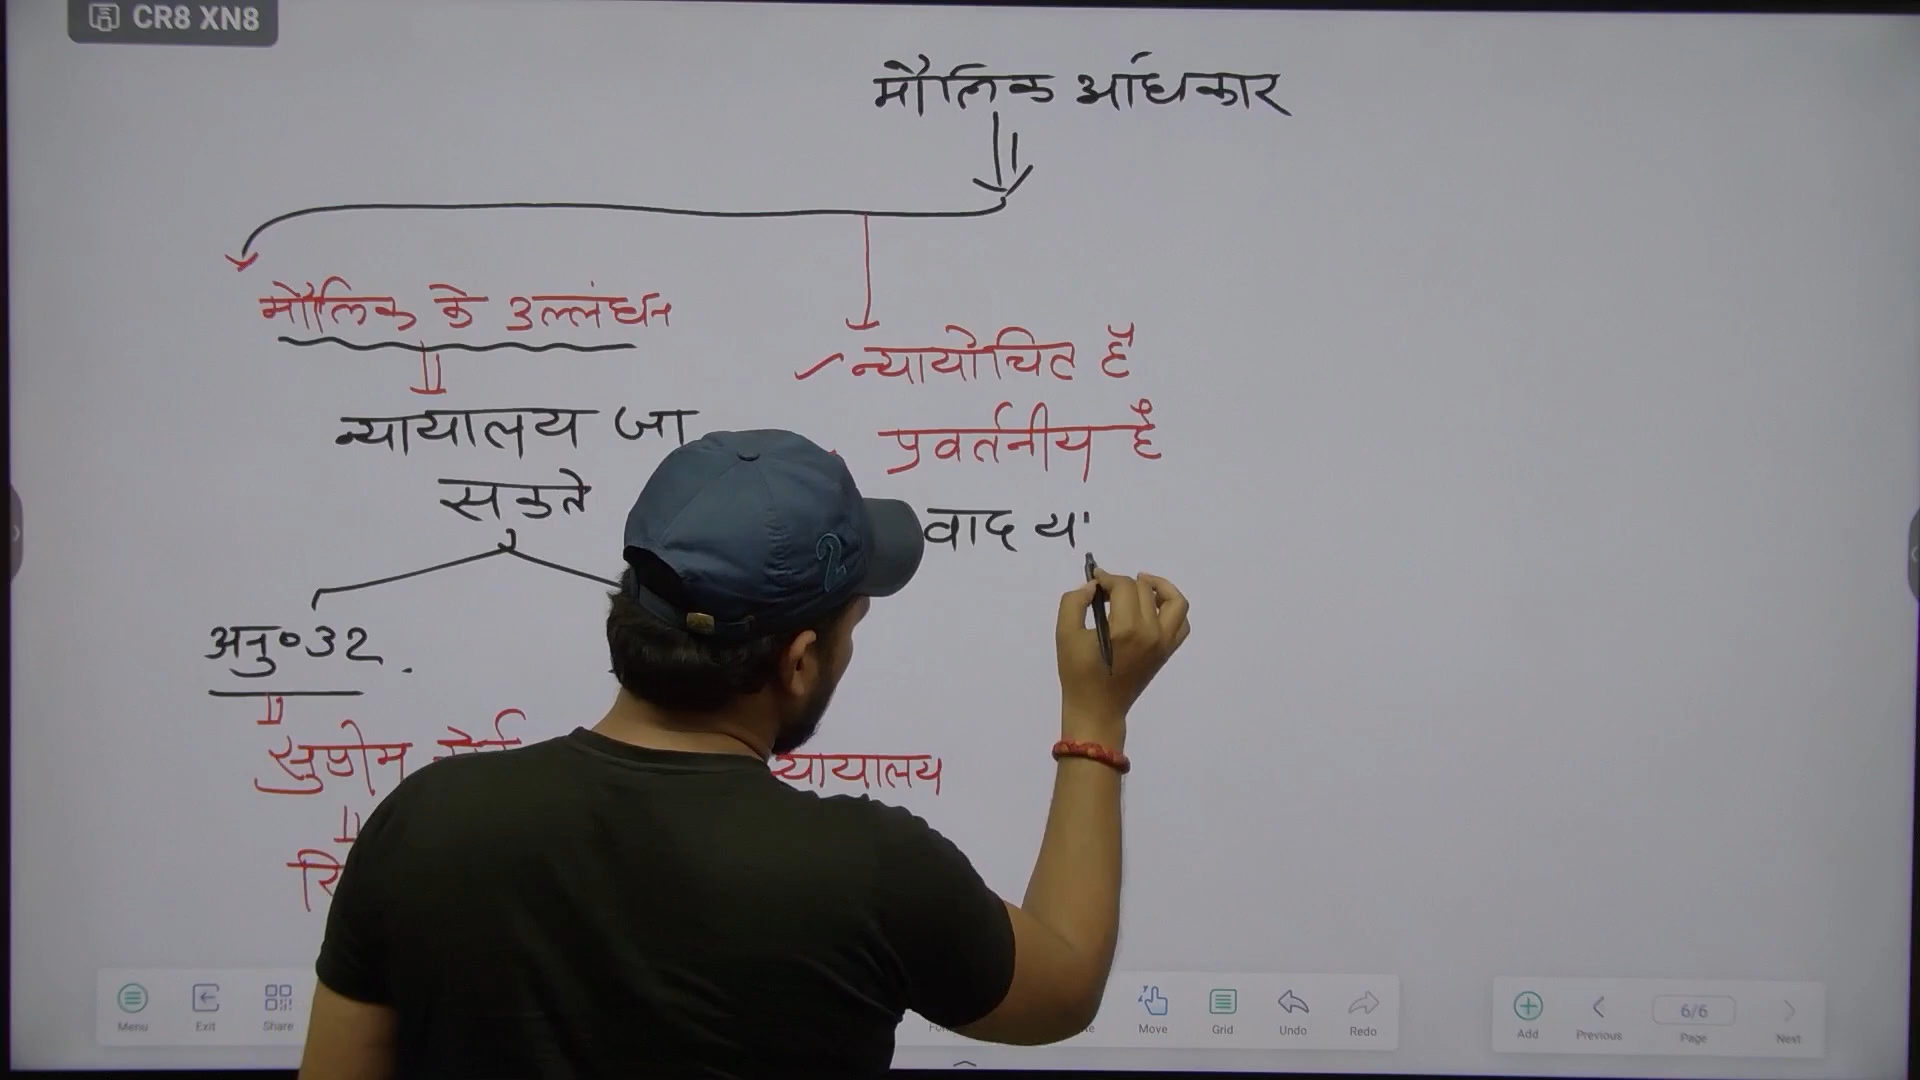 CR8 XN8
मौलिक अधिकार
मौलिक के उल्लंघन
न्यायोचित है
न्यायालय जा
सकते
प्रवर्तनीय है
वाद य
अनु०32
सुप्रीम
Menu
Exit
Share
Move
Grid
Undo
Redo
Add
Previous
6/6
Page
Next